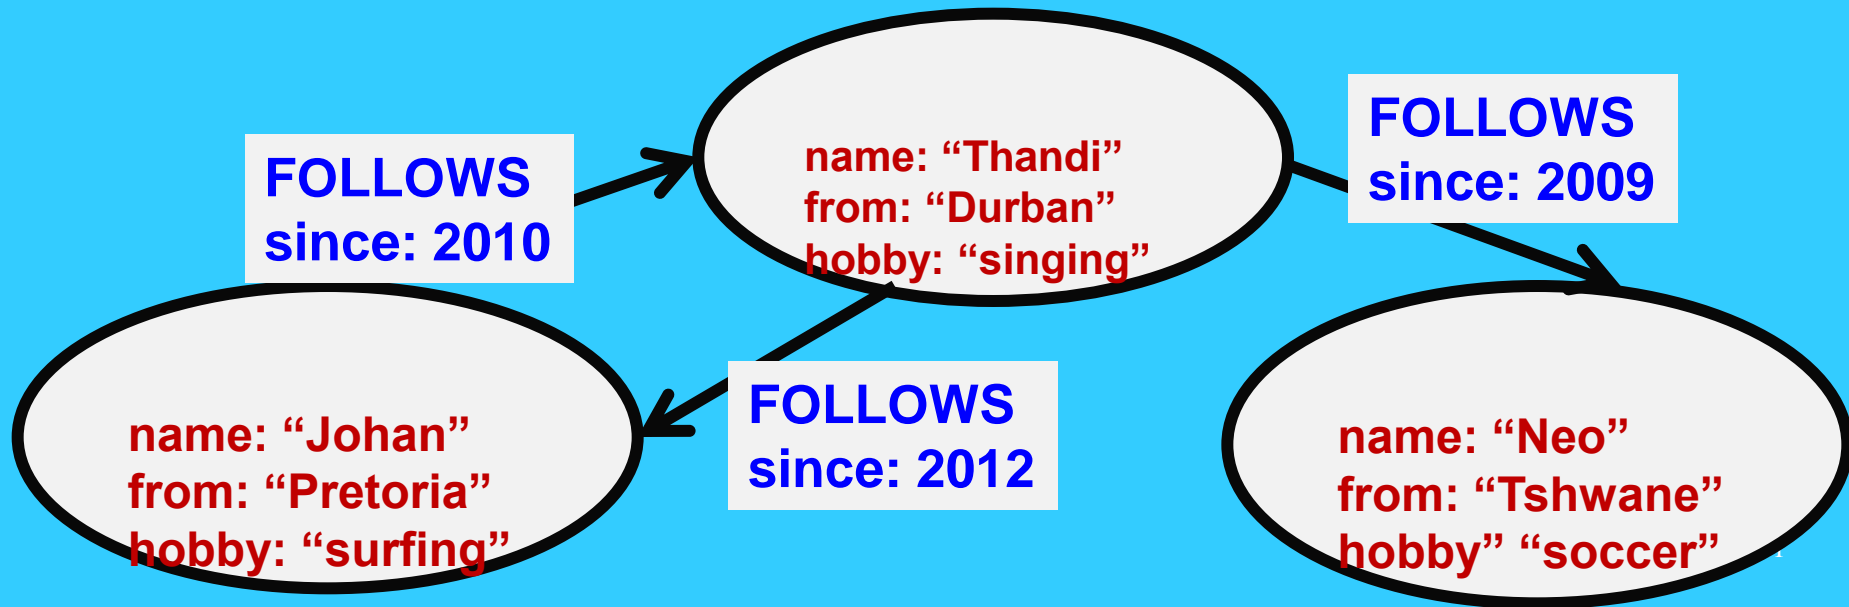 FOLLOWS
since: 2010
name: “Thandi”
from: “Durban”
hobby: “singing”
FOLLOWS
since: 2009
name: “Johan”
from: “Pretoria”
hobby: “surfing”
FOLLOWS
since: 2012
name: “Neo”
from: “Tshwane”
hobby” “soccer”